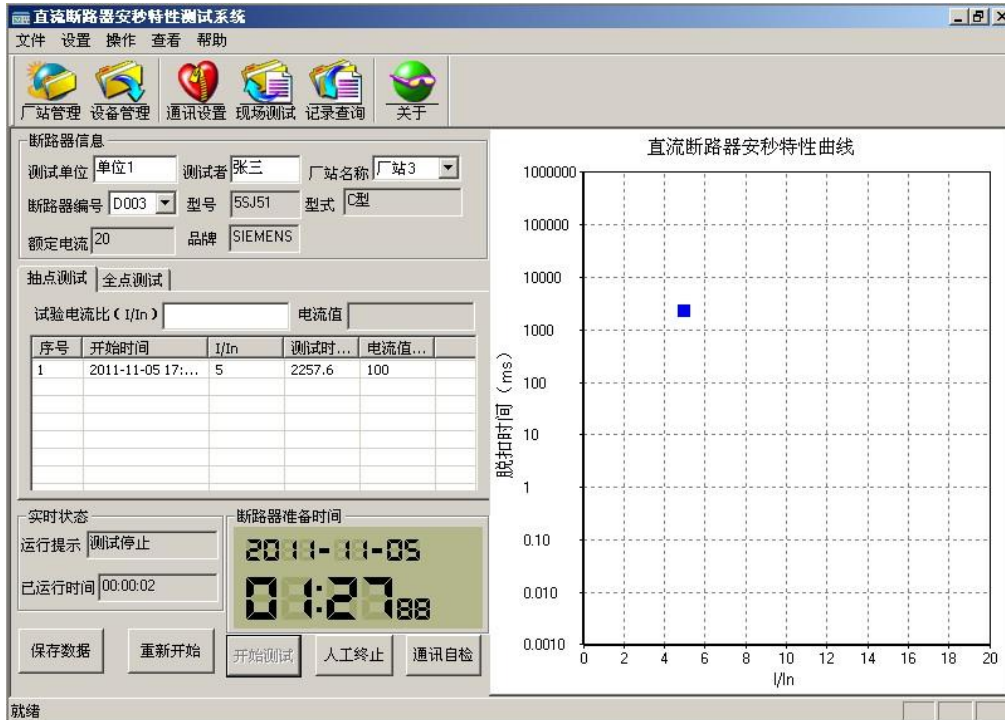 直流断路器安秒特性测试系统
文件 设置 操作 查看 帮助
厂站管理 设备管理 通讯设置 现场测试 记录查询 关于
断路器信息
测试单位 单位1 测试者 张三 厂站名称 厂站3
断路器编号 D003 型号 5SJ51 型式 C型
额定电流 20 品牌 SIEMENS
抽点测试 全点测试
试验电流比(I/In) 电流值
序号 开始时间 I/In 测试时... 电流值...
1 2011-11-05 17:... 5 2257.6 100
实时状态
运行提示 测试停止
已运行时间 00:00:02
断路器准备时间
2011-11-05
01:27 88
保存数据 重新开始 开始测试 人工终止 通讯自检
就绪
直流断路器安秒特性曲线
脱扣时间(ms)
1000000
100000
10000
1000
100
10
1
0.10
0.010
0.0010
0 2 4 6 8 10 12 14 16 18 20
I/In